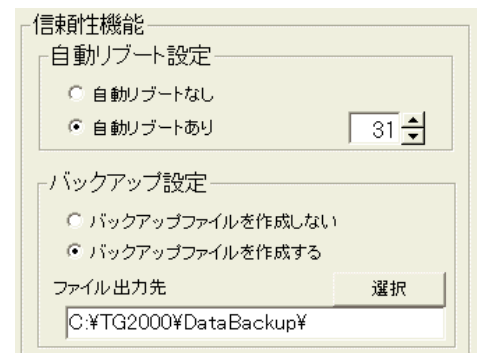 信頼性機能
自動リブート設定
自動リブートなし
自動リブートあり
31
バックアップ設定
バックアップファイルを作成しない
バックアップファイルを作成する
ファイル出力先
選択
C:¥TG2000¥DataBackup¥